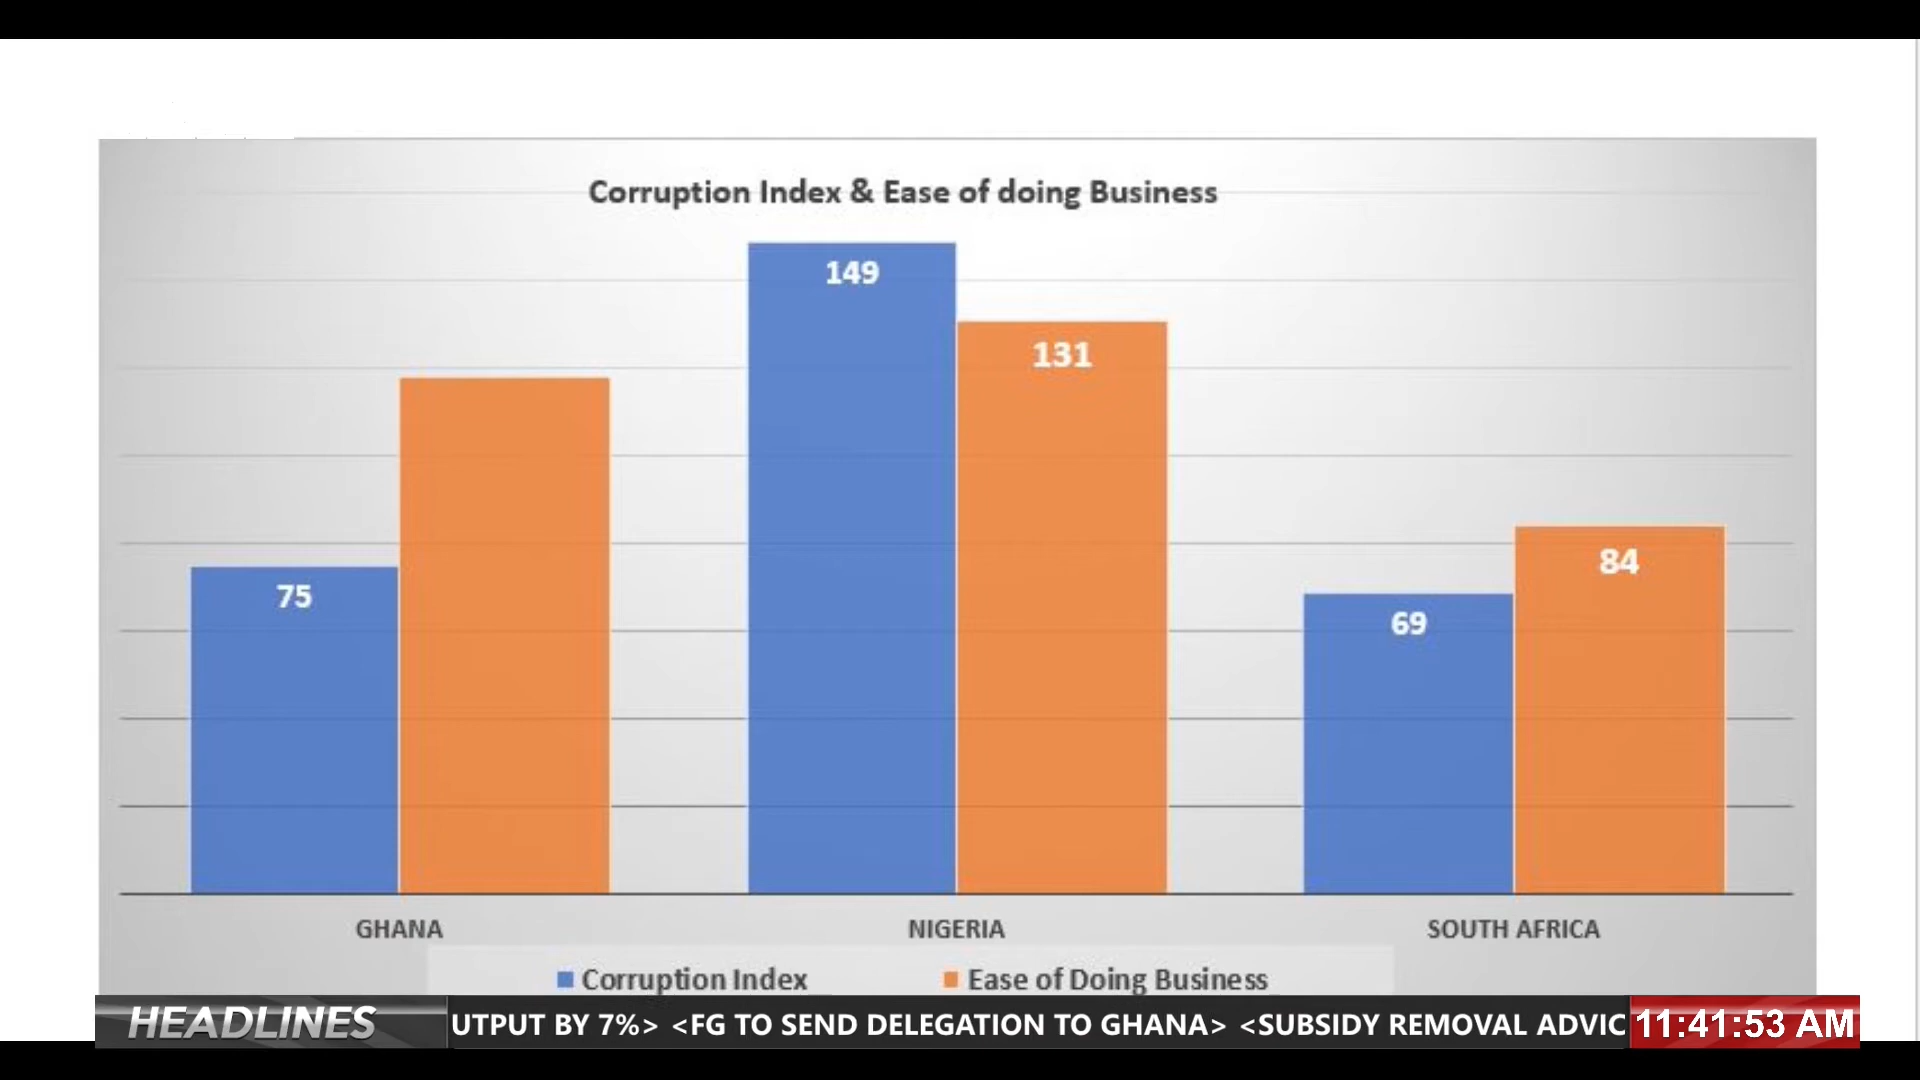 Corruption Index & Ease of doing Business
149
131
75
84
69
GHANA
NIGERIA
SOUTH AFRICA
Corruption Index
Ease of Doing Business
HEADLINES
UTPUT BY 7%> <FG TO SEND DELEGATION TO GHANA> <SUBSIDY REMOVAL ADVIC
11:41:53 AM